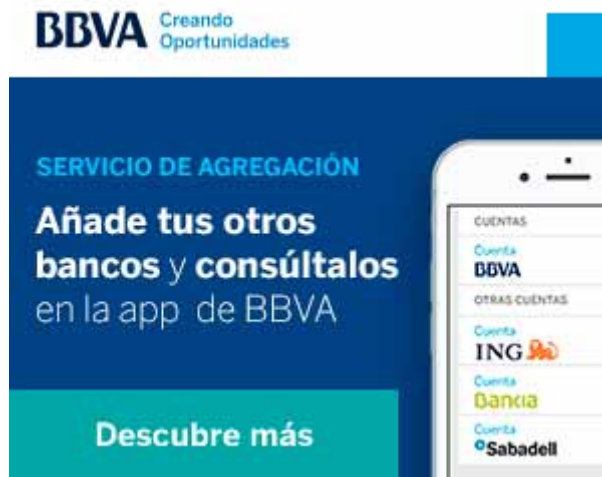 BBVA Creando
Oportunidades
SERVICIO DE AGREGACIÓN
Añade tus otros
bancos y consúltalos
en la app de BBVA
Descubre más
CUENTAS
Cuenta
BBVA
OTRAS CUENTAS
Cuenta
ING
Cuenta
Bankia
Cuenta
Sabadell